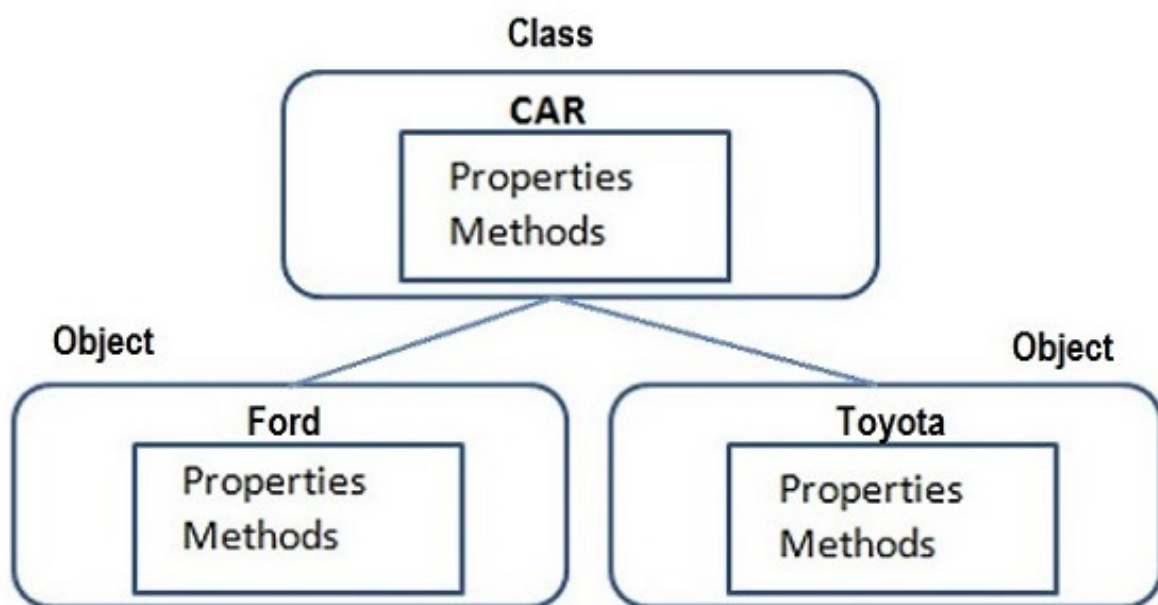 Class
CAR
Properties
Methods
Object
Object
Ford
Properties
Methods
Toyota
Properties
Methods